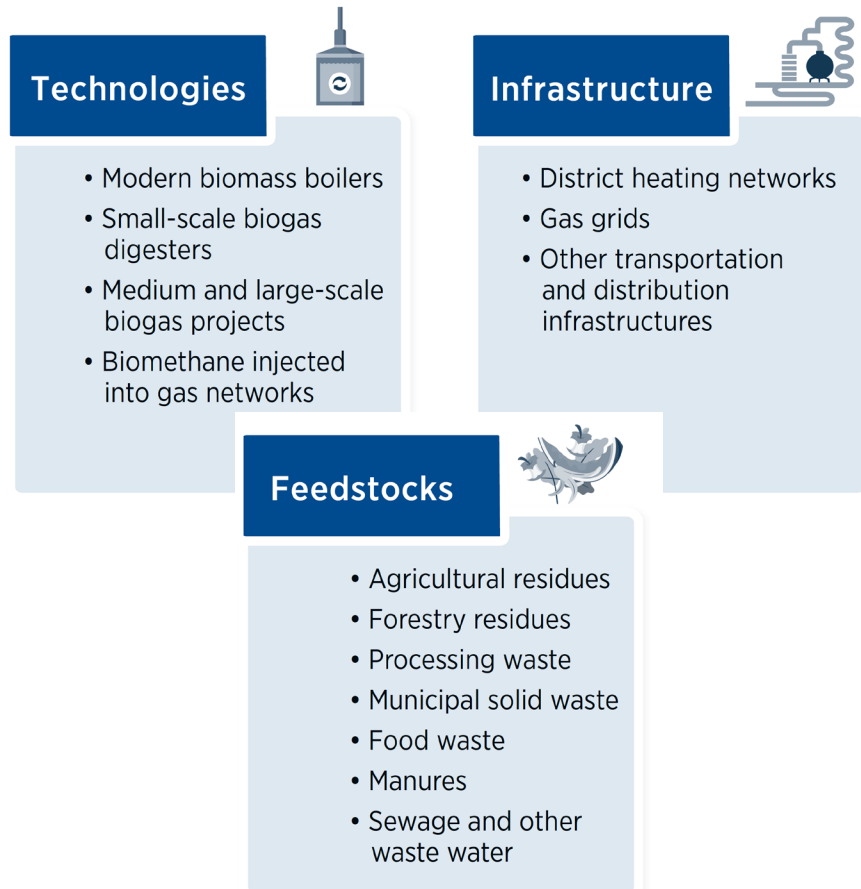 Technologies
• Modern biomass boilers
• Small-scale biogas
digesters
• Medium and large-scale
biogas projects
• Biomethane injected
into gas networks
Infrastructure
• District heating networks
• Gas grids
• Other transportation
and distribution
infrastructures
Feedstocks
• Agricultural residues
• Forestry residues
• Processing waste
• Municipal solid waste
• Food waste
• Manures
• Sewage and other
waste water